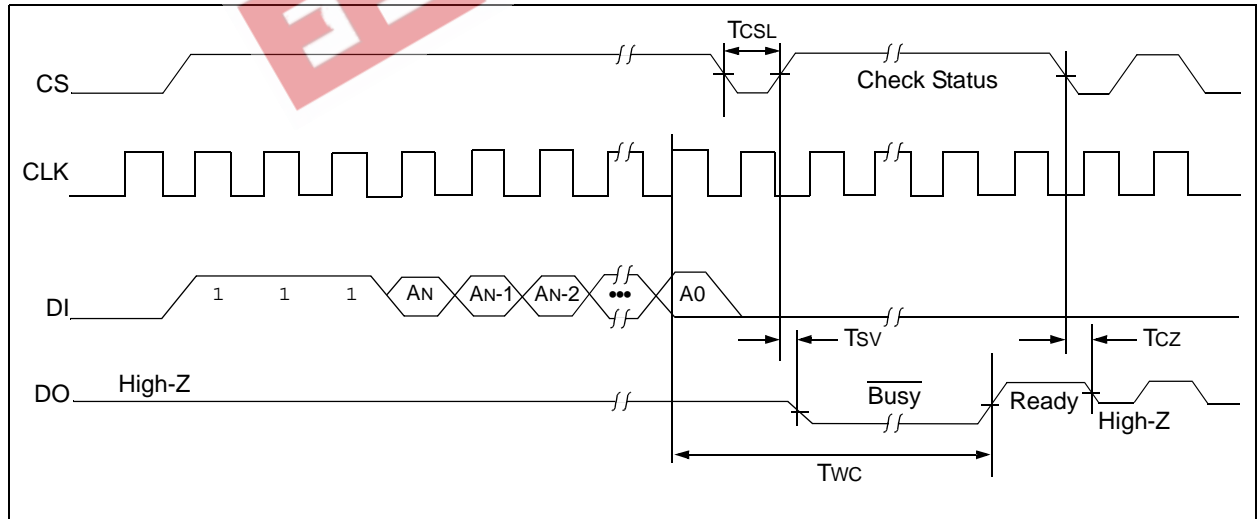 TCSL
CS
Check Status
CLK
DI
1 1 1 AN AN-1 AN-2 ••• A0
TSV
TCZ
DO
High-Z
Busy
Ready
High-Z
TWC